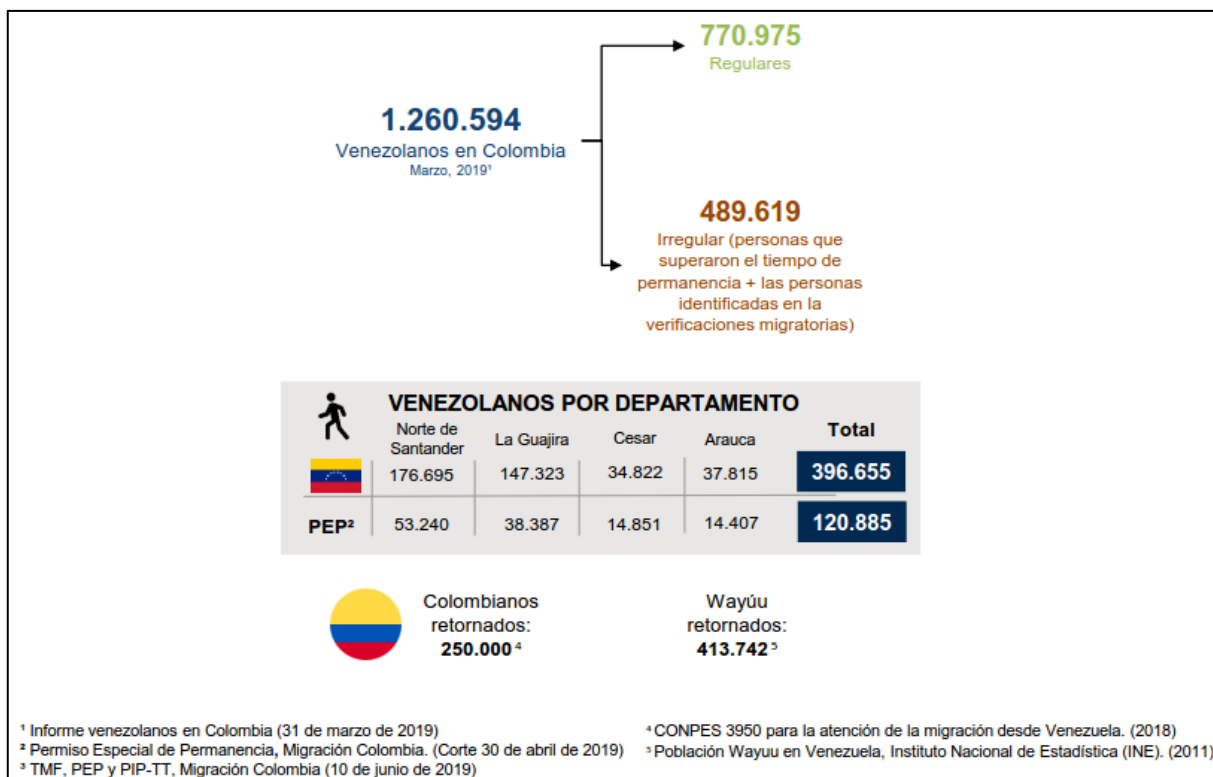 770.975
Regulares
1.260.594
Venezolanos en Colombia
Marzo, 2019¹
489.619
Irregular (personas que
superaron el tiempo de
permanencia + las personas
identificadas en la
verificaciones migratorias)
VENEZOLANOS POR DEPARTAMENTO
Norte de
Santander
La Guajira
Cesar
Arauca
Total
176.695 147.323 34.822 37.815 396.655
PEP² 53.240 38.387 14.851 14.407 120.885
Colombianos
retornados:
250.000 ⁴
Wayúu
retornados:
413.742 ⁵
¹ Informe venezolanos en Colombia (31 de marzo de 2019)
² Permiso Especial de Permanencia, Migración Colombia. (Corte 30 de abril de 2019)
³ TMF, PEP y PIP-TT, Migración Colombia (10 de junio de 2019)
⁴ CONPES 3950 para la atención de la migración desde Venezuela. (2018)
⁵ Población Wayuu en Venezuela, Instituto Nacional de Estadística (INE). (2011)